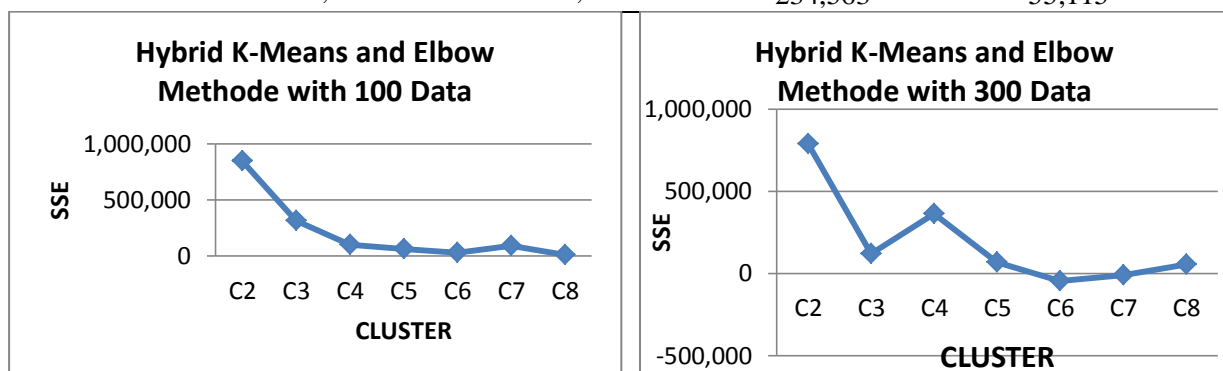 Hybrid K-Means and Elbow
Methode with 100 Data
1,000,000
500,000
0
SSE
C2 C3 C4 C5 C6 C7 C8
CLUSTER
Hybrid K-Means and Elbow
Methode with 300 Data
1,000,000
500,000
0
-500,000
SSE
C2 C3 C4 C5 C6 C7 C8
CLUSTER